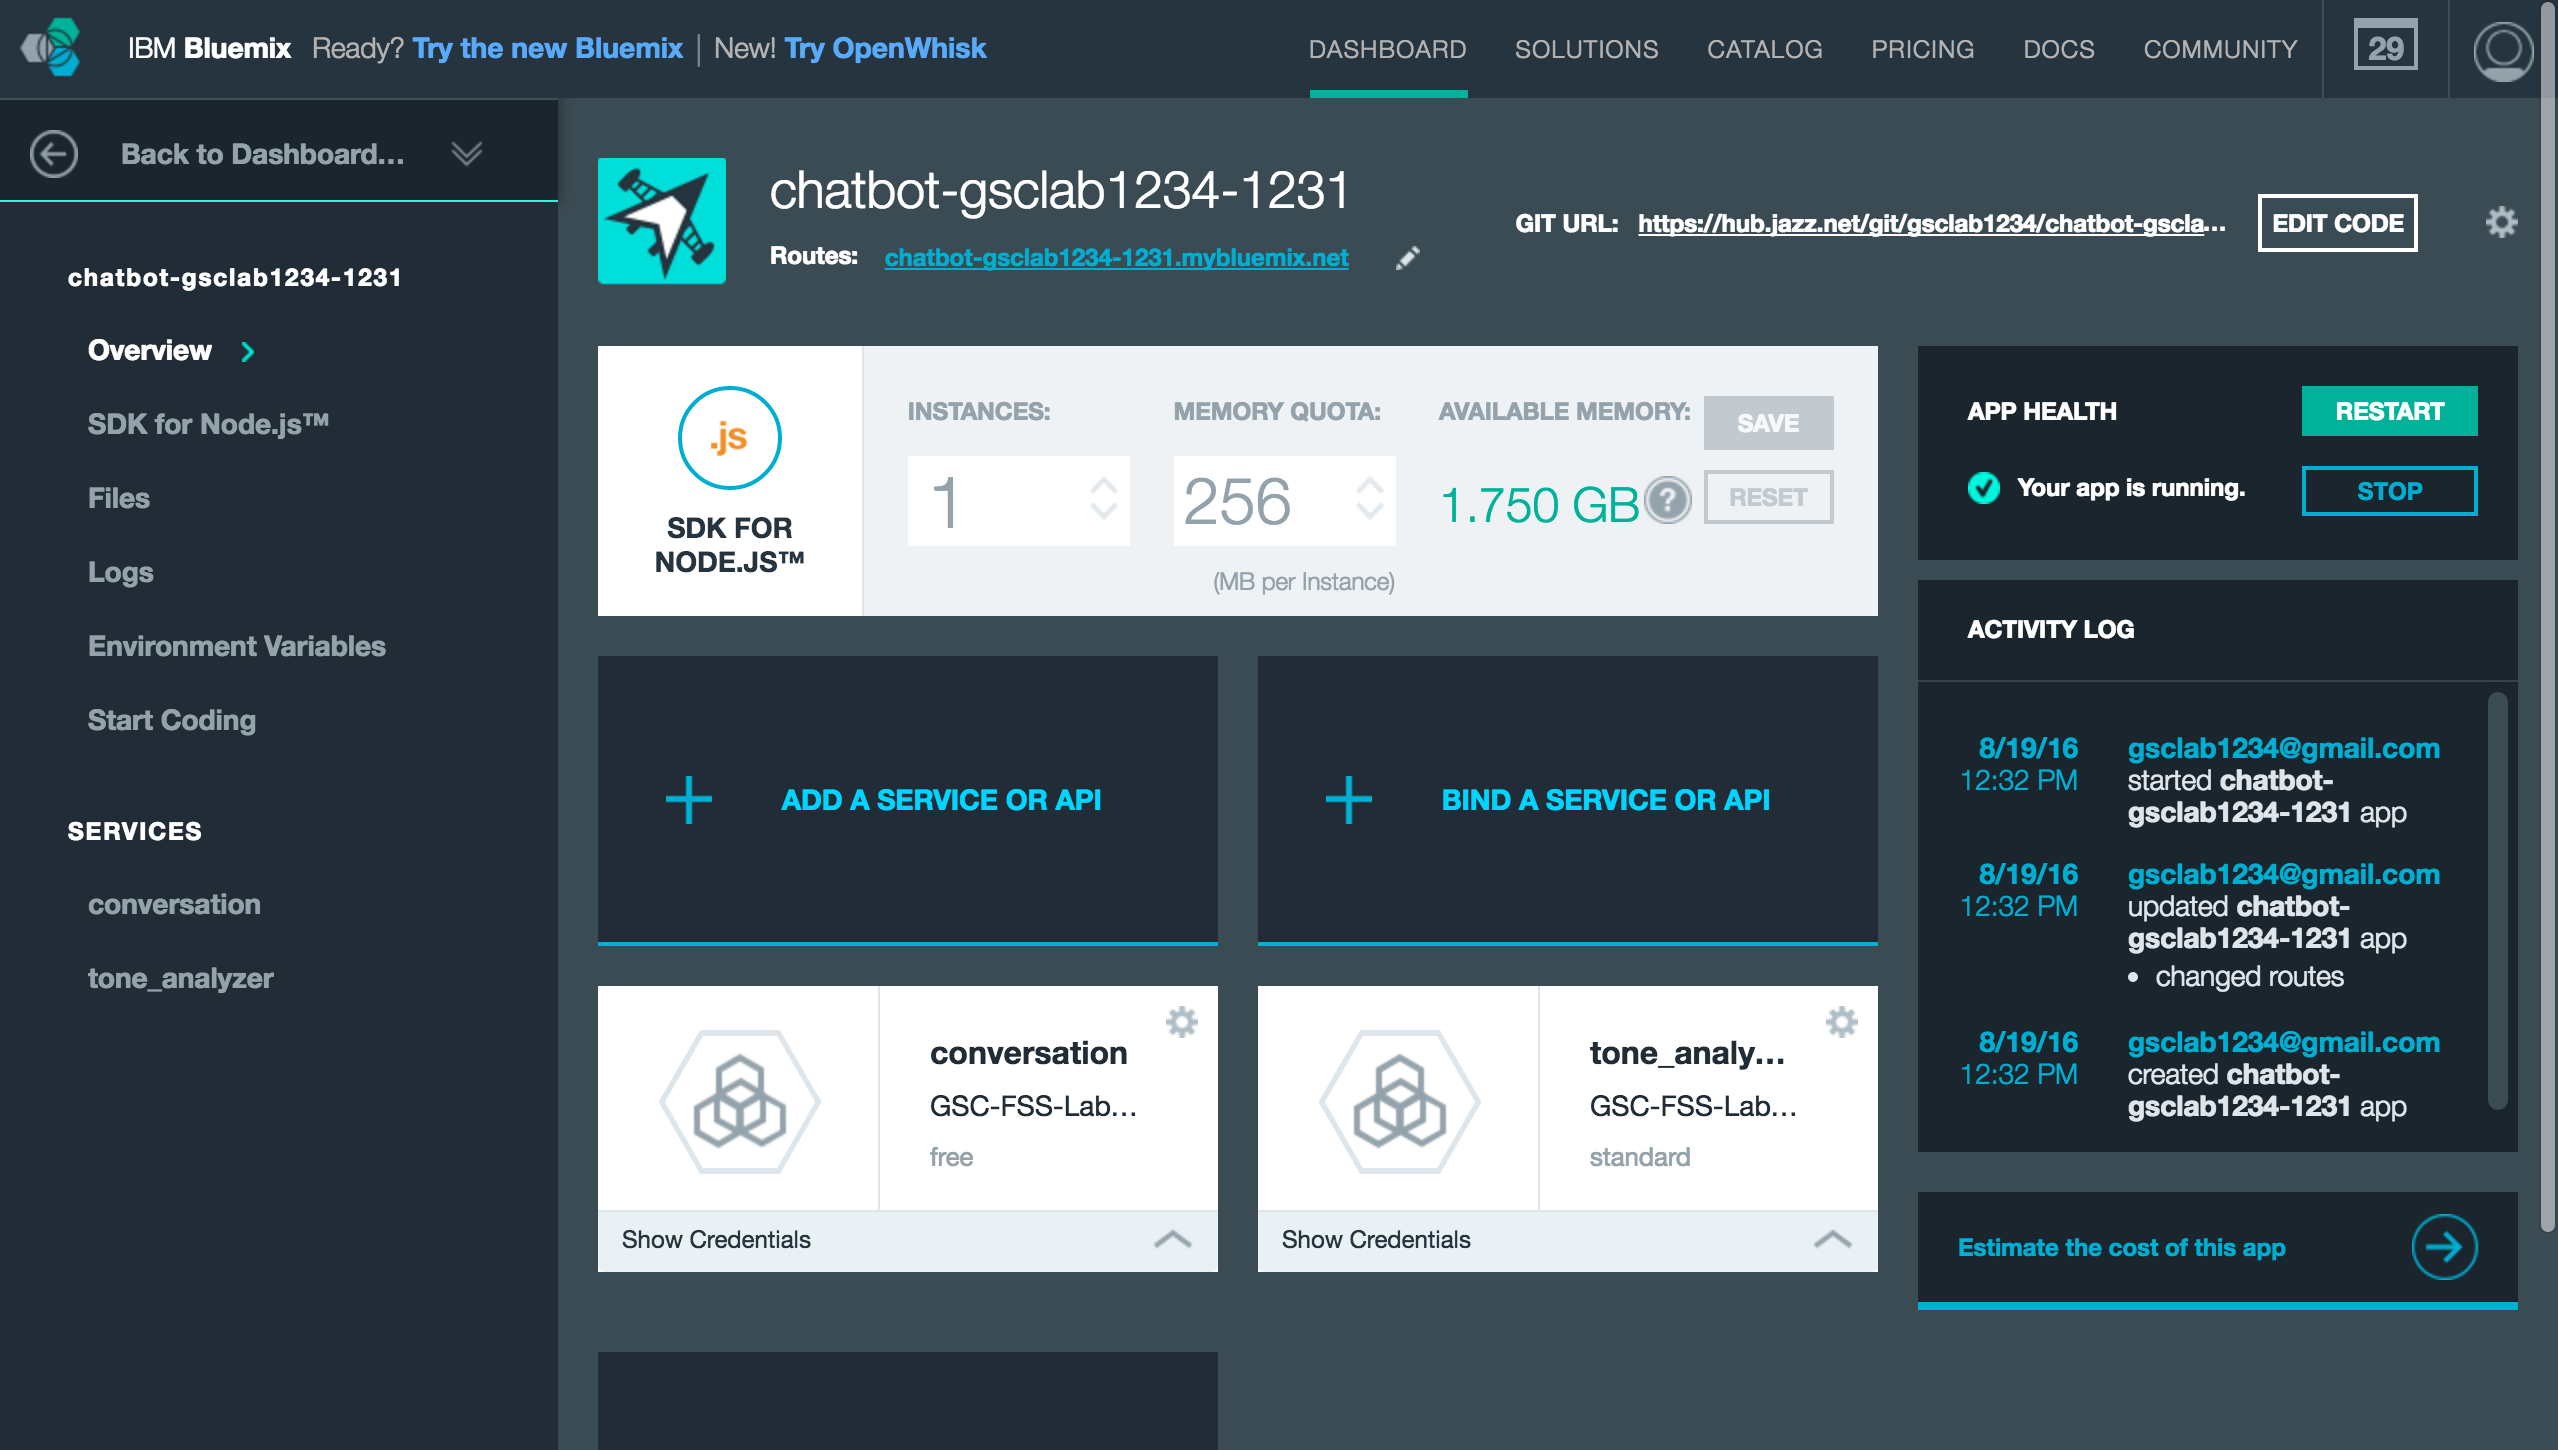 IBM Bluemix Ready? Try the new Bluemix | New! Try OpenWhisk
DASHBOARD SOLUTIONS CATALOG PRICING DOCS COMMUNITY 29
Back to Dashboard...
chatbot-gsclab1234-1231
Overview
SDK for Node.js™
Files
Logs
Environment Variables
Start Coding
SERVICES
conversation
tone_analyzer
chatbot-gsclab1234-1231
Routes: chatbot-gsclab1234-1231.mybluemix.net
GIT URL: https://hub.jazz.net/git/gsclab1234/chatbot-gscla...
EDIT CODE
.js
SDK FOR
NODE.JS™
INSTANCES:
1
MEMORY QUOTA:
256
(MB per Instance)
AVAILABLE MEMORY:
1.750 GB ?
SAVE
RESET
ADD A SERVICE OR API
BIND A SERVICE OR API
conversation
GSC-FSS-Lab...
free
Show Credentials
tone_analy...
GSC-FSS-Lab...
standard
Show Credentials
APP HEALTH
RESTART
Your app is running.
STOP
ACTIVITY LOG
8/19/16 gsclab1234@gmail.com
12:32 PM started chatbot-
gsclab1234-1231 app
8/19/16 gsclab1234@gmail.com
12:32 PM updated chatbot-
gsclab1234-1231 app
• changed routes
8/19/16 gsclab1234@gmail.com
12:32 PM created chatbot-
gsclab1234-1231 app
Estimate the cost of this app